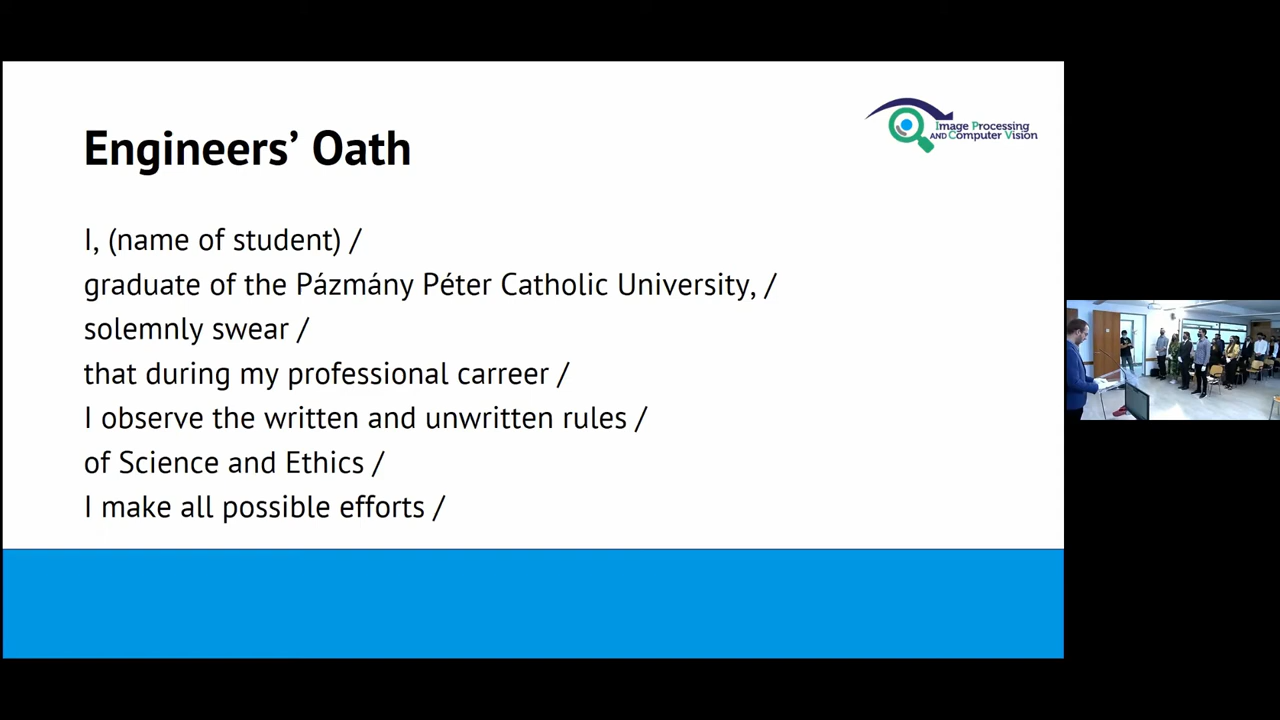 Engineers’ Oath
Image Processing
AND Computer Vision
I, (name of student) /
graduate of the Pázmány Péter Catholic University, /
solemnly swear /
that during my professional carreer /
I observe the written and unwritten rules /
of Science and Ethics /
I make all possible efforts /